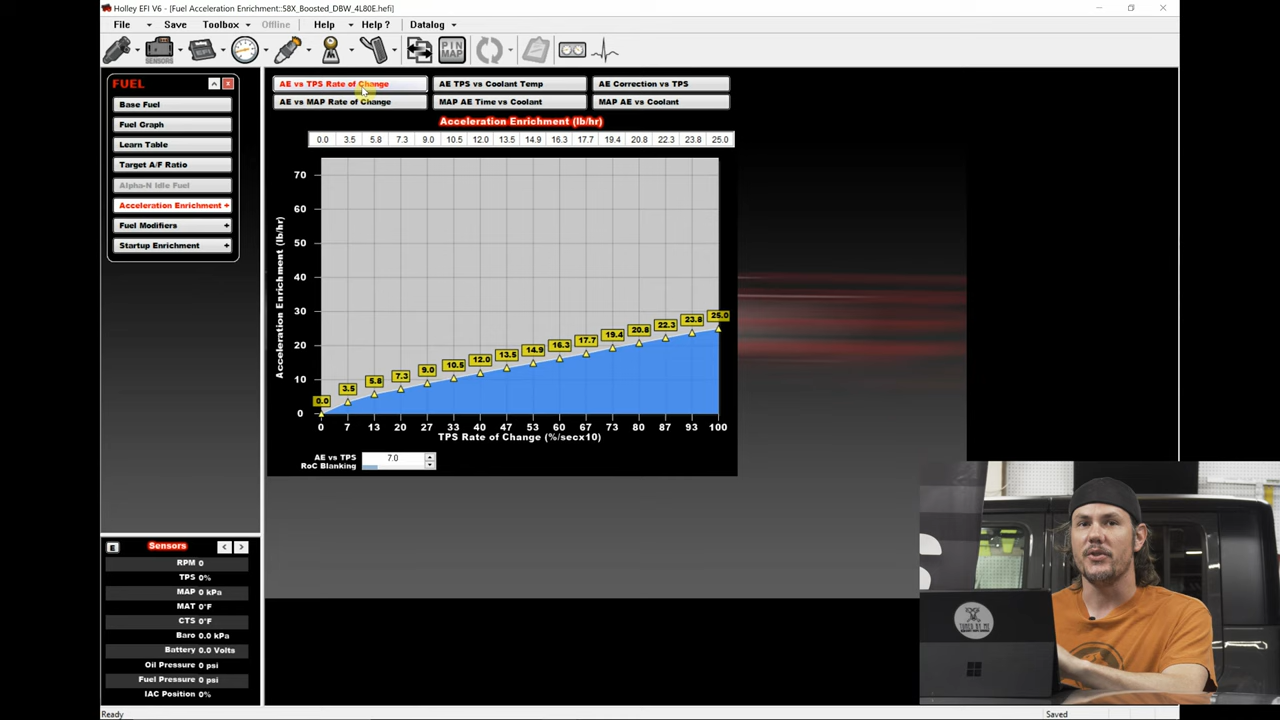 Holley EFI V6 - [Fuel Acceleration Enrichment::58X_Boosted_DBW_4L80E.hefi]
File Save Toolbox Offline Help Help ? Datalog
SENSORS PIN MAP
FUEL
Base Fuel
Fuel Graph
Learn Table
Target A/F Ratio
Alpha-N Idle Fuel
Acceleration Enrichment +
Fuel Modifiers +
Startup Enrichment +
AE vs TPS Rate of Change AE TPS vs Coolant Temp AE Correction vs TPS
AE vs MAP Rate of Change MAP AE Time vs Coolant MAP AE vs Coolant
Acceleration Enrichment (lb/hr)
0.0 3.5 5.8 7.3 9.0 10.5 12.0 13.5 14.9 16.3 17.7 19.4 20.8 22.3 23.8 25.0
Acceleration Enrichment (lb/hr)
70
60
50
40
30
20
10
0
0.0 3.5 5.8 7.3 9.0 10.5 12.0 13.5 14.9 16.3 17.7 19.4 20.8 22.3 23.8 25.0
0 7 13 20 27 33 40 47 53 60 67 73 80 87 93 100
TPS Rate of Change (%/secx10)
AE vs TPS
RoC Blanking
7.0
E Sensors < >
RPM 0
TPS 0%
MAP 0 kPa
MAT 0°F
CTS 0°F
Baro 0.0 kPa
Battery 0.0 Volts
Oil Pressure 0 psi
Fuel Pressure 0 psi
IAC Position 0%
S
TUNED BY ME
Ready Saved